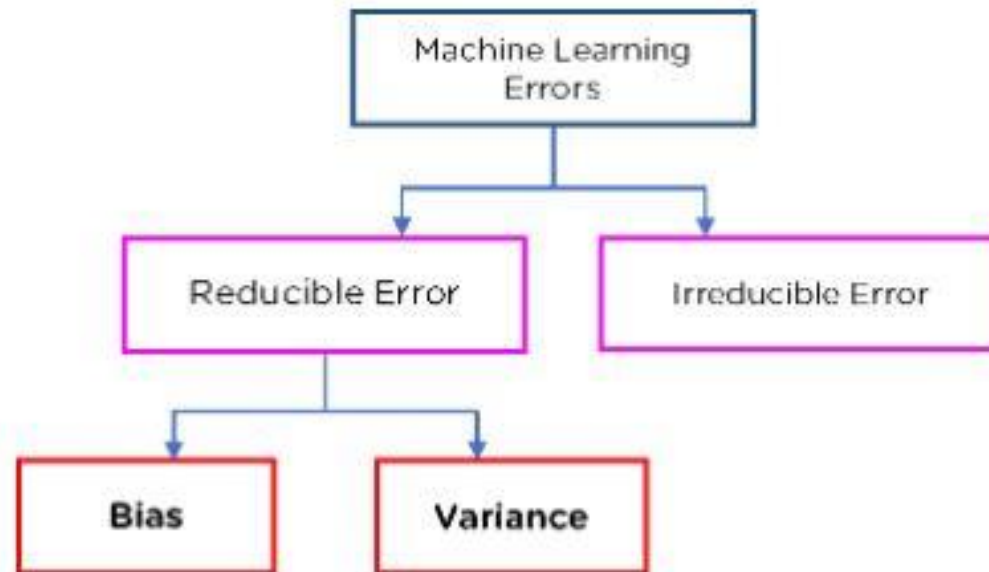 Machine Learning
Errors
Reducible Error
Irreducible Error
Bias
Variance